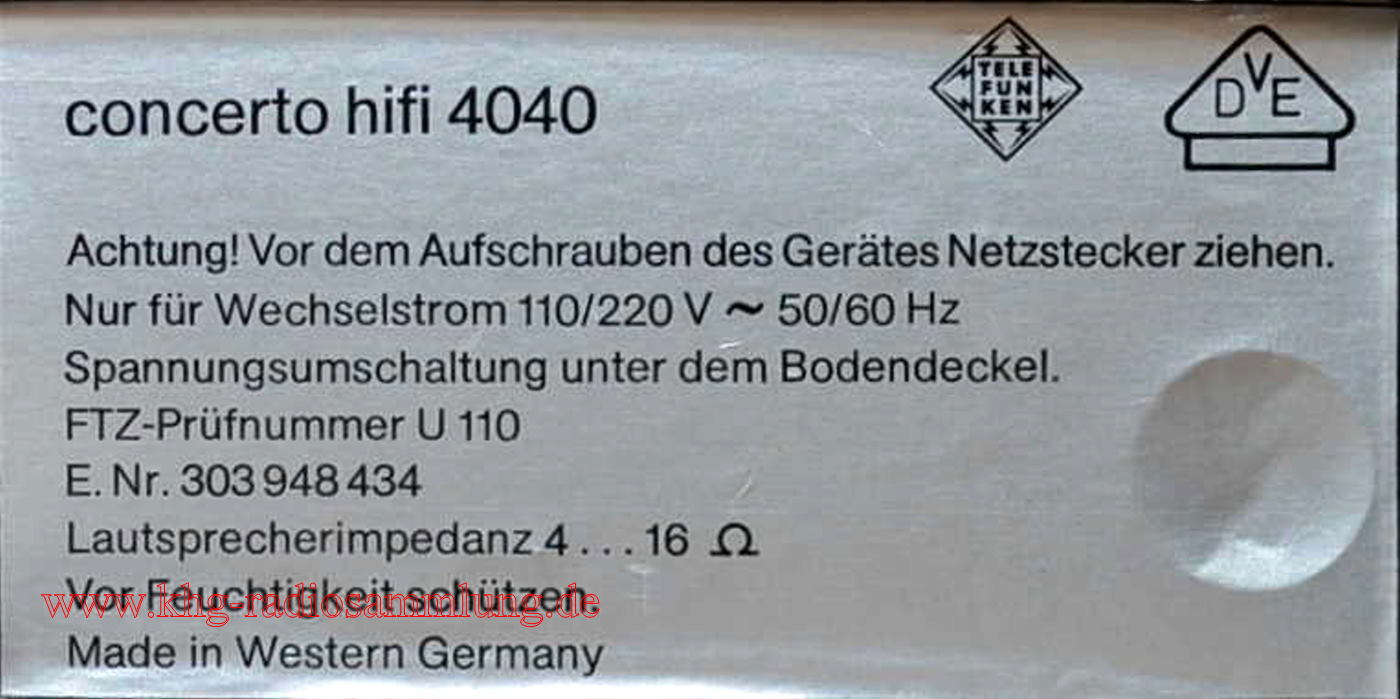 concerto hifi 4040
TELE
FUN
KEN
DVE
Achtung! Vor dem Aufschrauben des Gerätes Netzstecker ziehen.
Nur für Wechselstrom 110/220 V ~ 50/60 Hz
Spannungsumschaltung unter dem Bodendeckel.
FTZ-Prüfnummer U 110
E. Nr. 303 948 434
Lautsprecherimpedanz 4 . . . 16 Ω
Vor Feuchtigkeit schützen.
www.khg-radiosammlung.de
Made in Western Germany